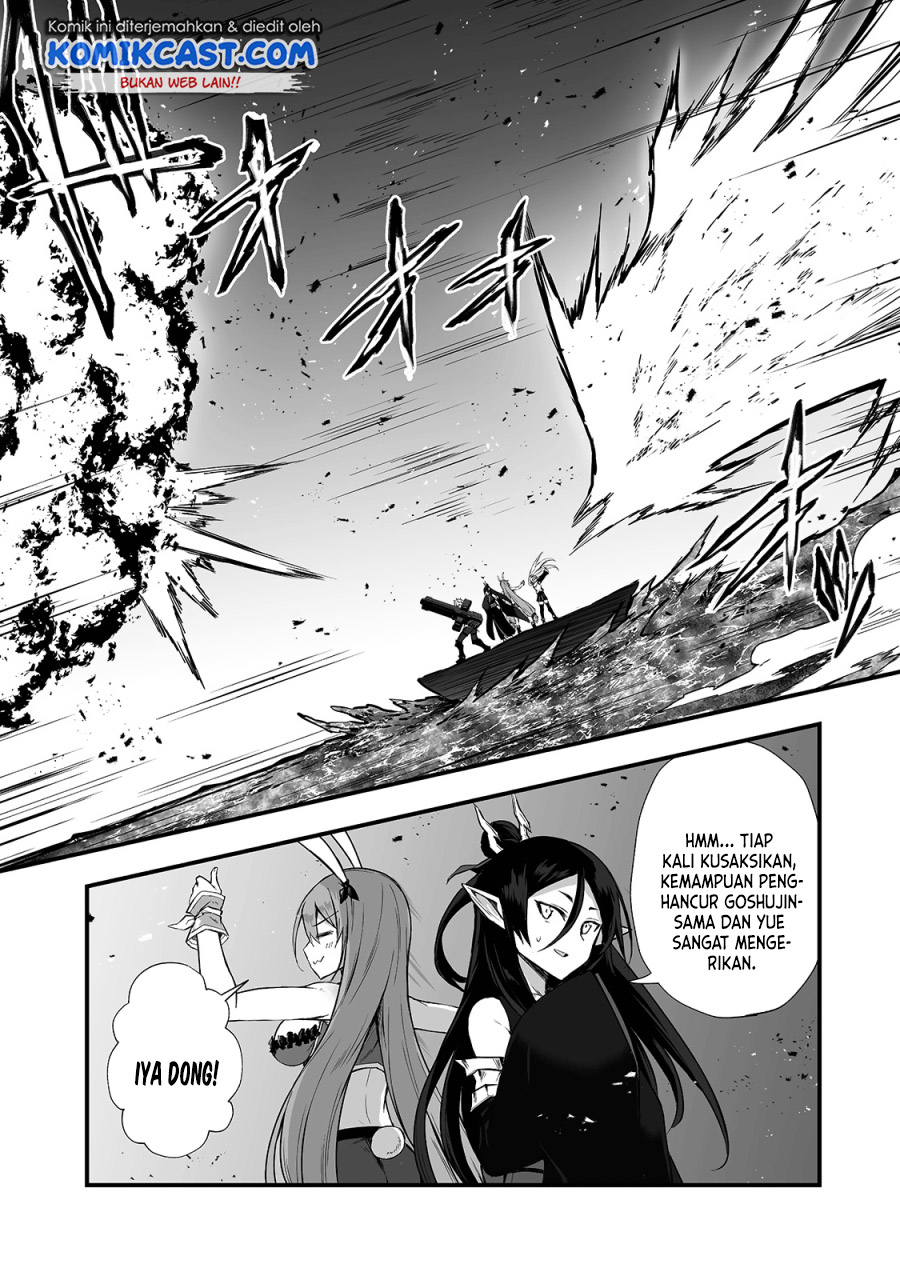 Komik ini diterjemahkan & diedit oleh
KOMIKCAST.COM
BUKAN WEB LAIN!!
HMM... TIAP
KALI KUSAKSIKAN,
KEMAMPUAN PENG-
HANCUR GOSHUJIN-
SAMA DAN YUE
SANGAT MENGE-
RIKAN.
IYA DONG!